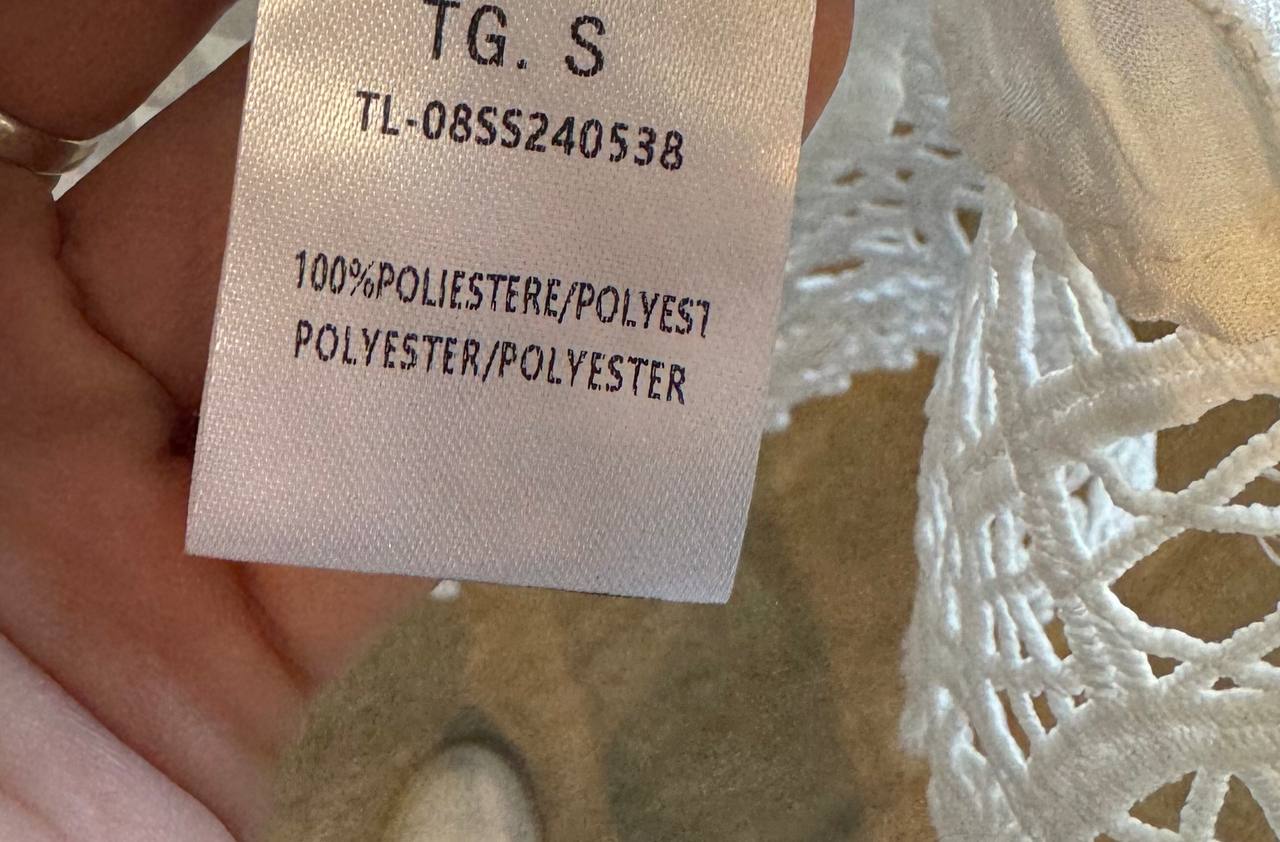 TG. S
TL-08SS240538
100%POLIESTERE/POLYEST
POLYESTER/POLYESTER